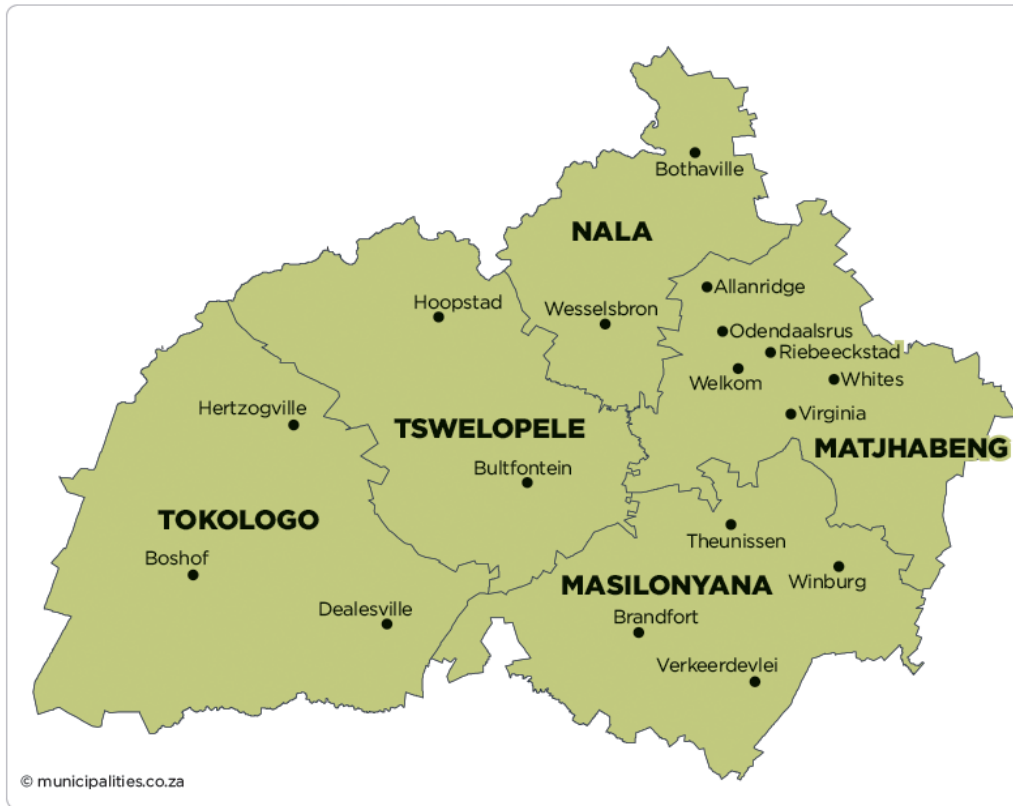 Bothaville
NALA
Allanridge
Hoopstad
Wesselsbron
Odendaalsrus
Riebeeckstad
Welkom
Whites
Hertzogville
Virginia
TSWELOPELE
MATJHABENG
Bultfontein
TOKOLOGO
Theunissen
Boshof
MASILONYANA
Winburg
Dealesville
Brandfort
Verkeerdevlei
© municipalities.co.za